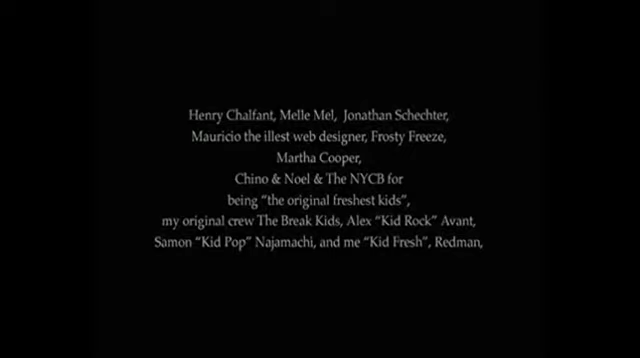 Henry Chalfant, Melle Mel,  Jonathan Schechter,
Mauricio the illest web designer, Frosty Freeze,
Martha Cooper,
Chino & Noel & The NYCB for
being “the original freshest kids”,
my original crew The Break Kids, Alex “Kid Rock” Avant,
Samon “Kid Pop” Najamachi, and me “Kid Fresh”, Redman,